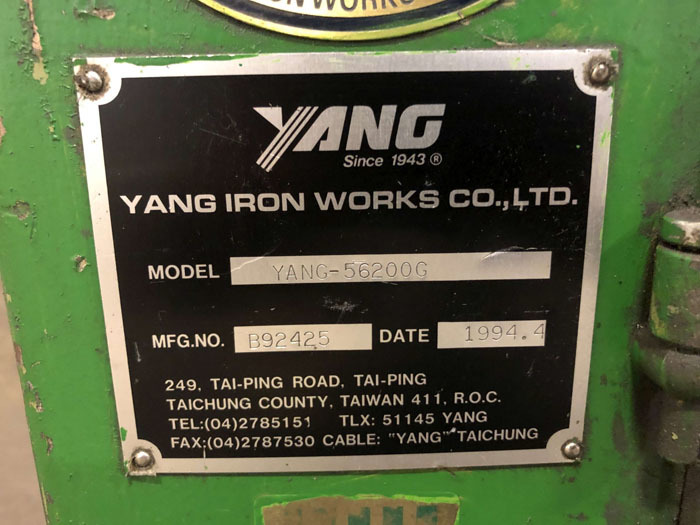 YANG
Since 1943 ®
YANG IRON WORKS CO.,LTD.
MODEL YANG-56200G
MFG.NO. B92425 DATE 1994.4
249, TAI-PING ROAD, TAI-PING
TAICHUNG COUNTY, TAIWAN 411, R.O.C.
TEL:(04)2785151 TLX: 51145 YANG
FAX:(04)2787530 CABLE: "YANG" TAICHUNG